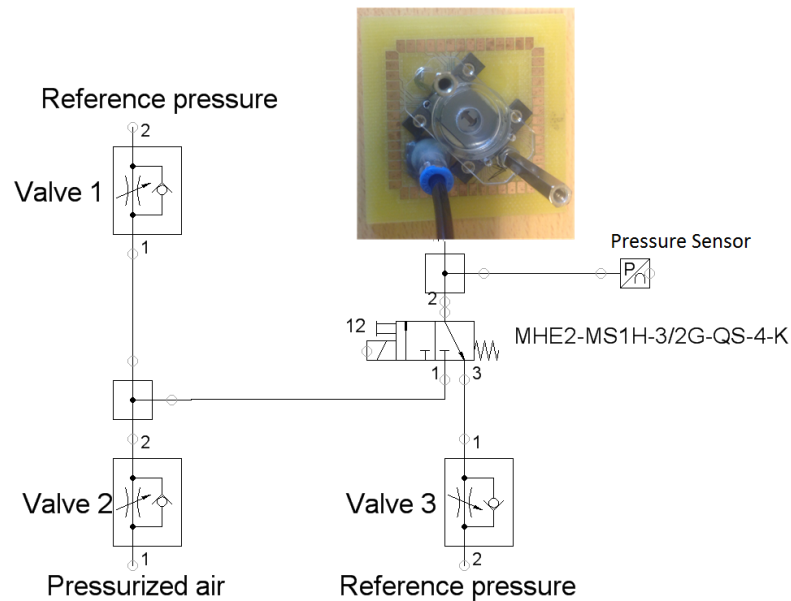 Reference pressure
2
Valve 1
1
Pressure Sensor
P
2
12
MHE2-MS1H-3/2G-QS-4-K
1
3
2
1
Valve 2
Valve 3
1
2
Pressurized air
Reference pressure